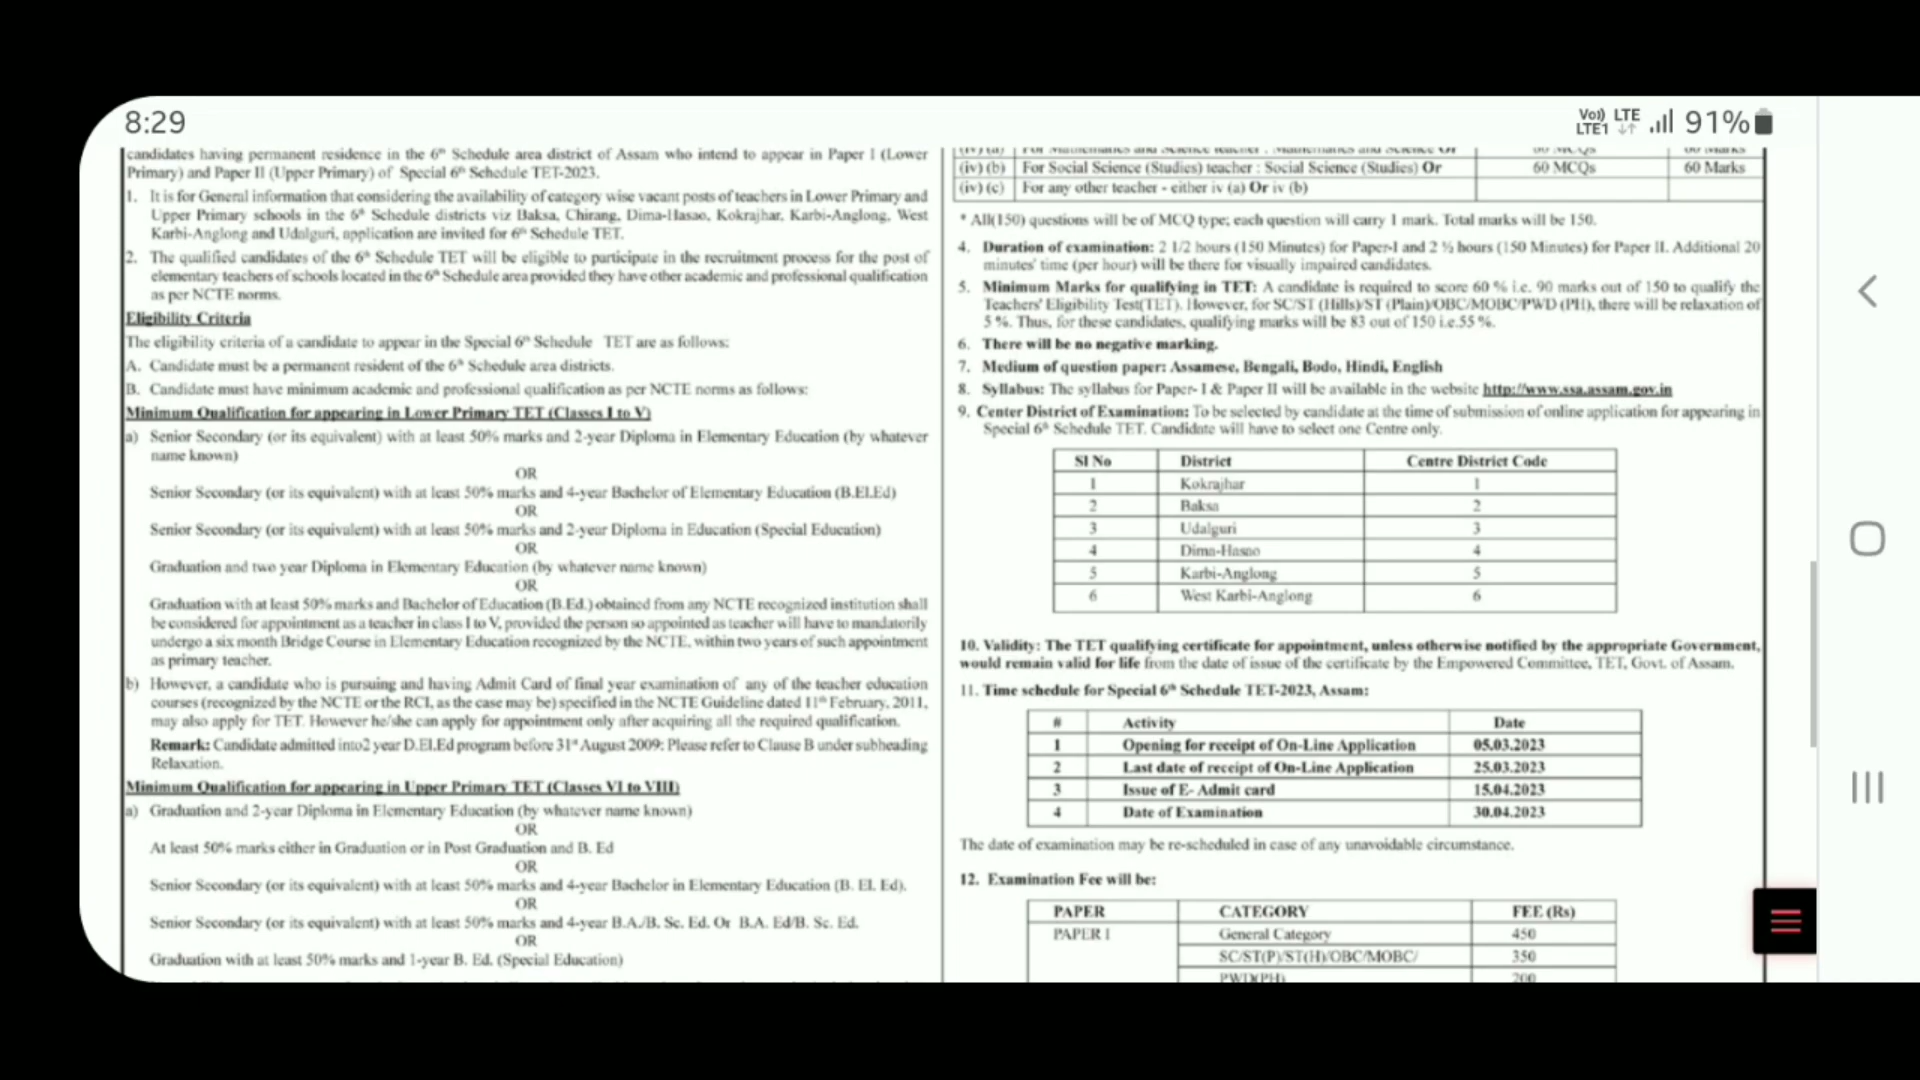 8:29
Vo)) LTE
LTE1
91%
candidates having permanent residence in the 6th Schedule area district of Assam who intend to appear in Paper I (Lower
Primary) and Paper II (Upper Primary) of Special 6th Schedule TET-2023.
1. It is for General information that considering the availability of category wise vacant posts of teachers in Lower Primary and
Upper Primary schools in the 6th Schedule districts viz Baksa, Chirang, Dima-Hasao, Kokrajhar, Karbi-Anglong, West
Karbi-Anglong and Udalguri, application are invited for 6th Schedule TET.
2. The qualified candidates of the 6th Schedule TET will be eligible to participate in the recruitment process for the post of
elementary teachers of schools located in the 6th Schedule area provided they have other academic and professional qualification
as per NCTE norms.
Eligibility Criteria
The eligibility criteria of a candidate to appear in the Special 6th Schedule TET are as follows:
A. Candidate must be a permanent resident of the 6th Schedule area districts.
B. Candidate must have minimum academic and professional qualification as per NCTE norms as follows:
Minimum Qualification for appearing in Lower Primary TET (Classes I to V)
a) Senior Secondary (or its equivalent) with at least 50% marks and 2-year Diploma in Elementary Education (by whatever
name known)
OR
Senior Secondary (or its equivalent) with at least 50% marks and 4-year Bachelor of Elementary Education (B.El.Ed)
OR
Senior Secondary (or its equivalent) with at least 50% marks and 2-year Diploma in Education (Special Education)
OR
Graduation and two year Diploma in Elementary Education (by whatever name known)
OR
Graduation with at least 50% marks and Bachelor of Education (B.Ed.) obtained from any NCTE recognized institution shall
be considered for appointment as a teacher in class I to V, provided the person so appointed as teacher will have to mandatorily
undergo a six month Bridge Course in Elementary Education recognized by the NCTE, within two years of such appointment
as primary teacher.
b) However, a candidate who is pursuing and having Admit Card of final year examination of any of the teacher education
courses (recognized by the NCTE or the RCI, as the case may be) specified in the NCTE Guideline dated 11th February, 2011,
may also apply for TET. However he/she can apply for appointment only after acquiring all the required qualification.
Remark: Candidate admitted into2 year D.El.Ed program before 31st August 2009: Please refer to Clause B under subheading
Relaxation.
Minimum Qualification for appearing in Upper Primary TET (Classes VI to VIII)
a) Graduation and 2-year Diploma in Elementary Education (by whatever name known)
OR
At least 50% marks either in Graduation or in Post Graduation and B. Ed
OR
Senior Secondary (or its equivalent) with at least 50% marks and 4-year Bachelor in Elementary Education (B. El. Ed).
OR
Senior Secondary (or its equivalent) with at least 50% marks and 4-year B.A./B. Sc. Ed. Or B.A. Ed/B. Sc. Ed.
OR
Graduation with at least 50% marks and 1-year B. Ed. (Special Education)
(iv) (a) For Mathematics and Science teacher : Mathematics and Science Or 60 MCQs 60 Marks
(iv) (b) For Social Science (Studies) teacher : Social Science (Studies) Or 60 MCQs 60 Marks
(iv) (c) For any other teacher - either iv (a) Or iv (b)
* All(150) questions will be of MCQ type; each question will carry 1 mark. Total marks will be 150.
4. Duration of examination: 2 1/2 hours (150 Minutes) for Paper-I and 2 ½ hours (150 Minutes) for Paper II. Additional 20
minutes' time (per hour) will be there for visually impaired candidates.
5. Minimum Marks for qualifying in TET: A candidate is required to score 60 % i.e. 90 marks out of 150 to qualify the
Teachers' Eligibility Test(TET). However, for SC/ST (Hills)/ST (Plain)/OBC/MOBC/PWD (PH), there will be relaxation of
5 %. Thus, for these candidates, qualifying marks will be 83 out of 150 i.e.55 %.
6. There will be no negative marking.
7. Medium of question paper: Assamese, Bengali, Bodo, Hindi, English
8. Syllabus: The syllabus for Paper- I & Paper II will be available in the website http://www.ssa.assam.gov.in
9. Center District of Examination: To be selected by candidate at the time of submission of online application for appearing in
Special 6th Schedule TET. Candidate will have to select one Centre only.
Sl No District Centre District Code
1 Kokrajhar 1
2 Baksa 2
3 Udalguri 3
4 Dima-Hasao 4
5 Karbi-Anglong 5
6 West Karbi-Anglong 6
10. Validity: The TET qualifying certificate for appointment, unless otherwise notified by the appropriate Government,
would remain valid for life from the date of issue of the certificate by the Empowered Committee, TET, Govt. of Assam.
11. Time schedule for Special 6th Schedule TET-2023, Assam:
# Activity Date
1 Opening for receipt of On-Line Application 05.03.2023
2 Last date of receipt of On-Line Application 25.03.2023
3 Issue of E- Admit card 15.04.2023
4 Date of Examination 30.04.2023
The date of examination may be re-scheduled in case of any unavoidable circumstance.
12. Examination Fee will be:
PAPER CATEGORY FEE (Rs)
PAPER I General Category 450
SC/ST(P)/ST(H)/OBC/MOBC/ 350
PWD(PH) 200